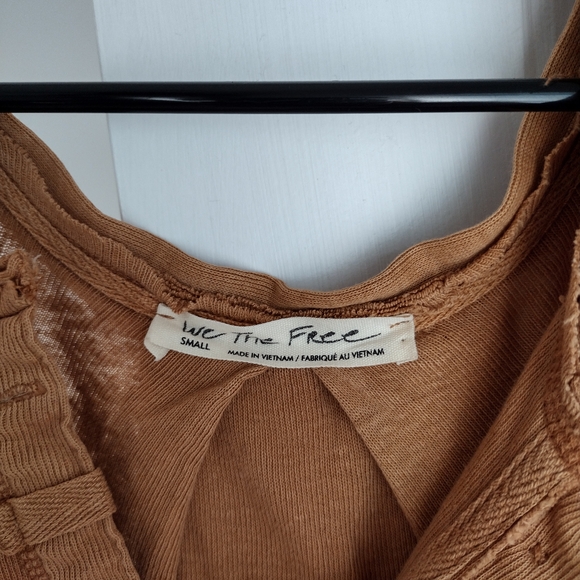 We The Free
SMALL
MADE IN VIETNAM / FABRIQUÉ AU VIETNAM